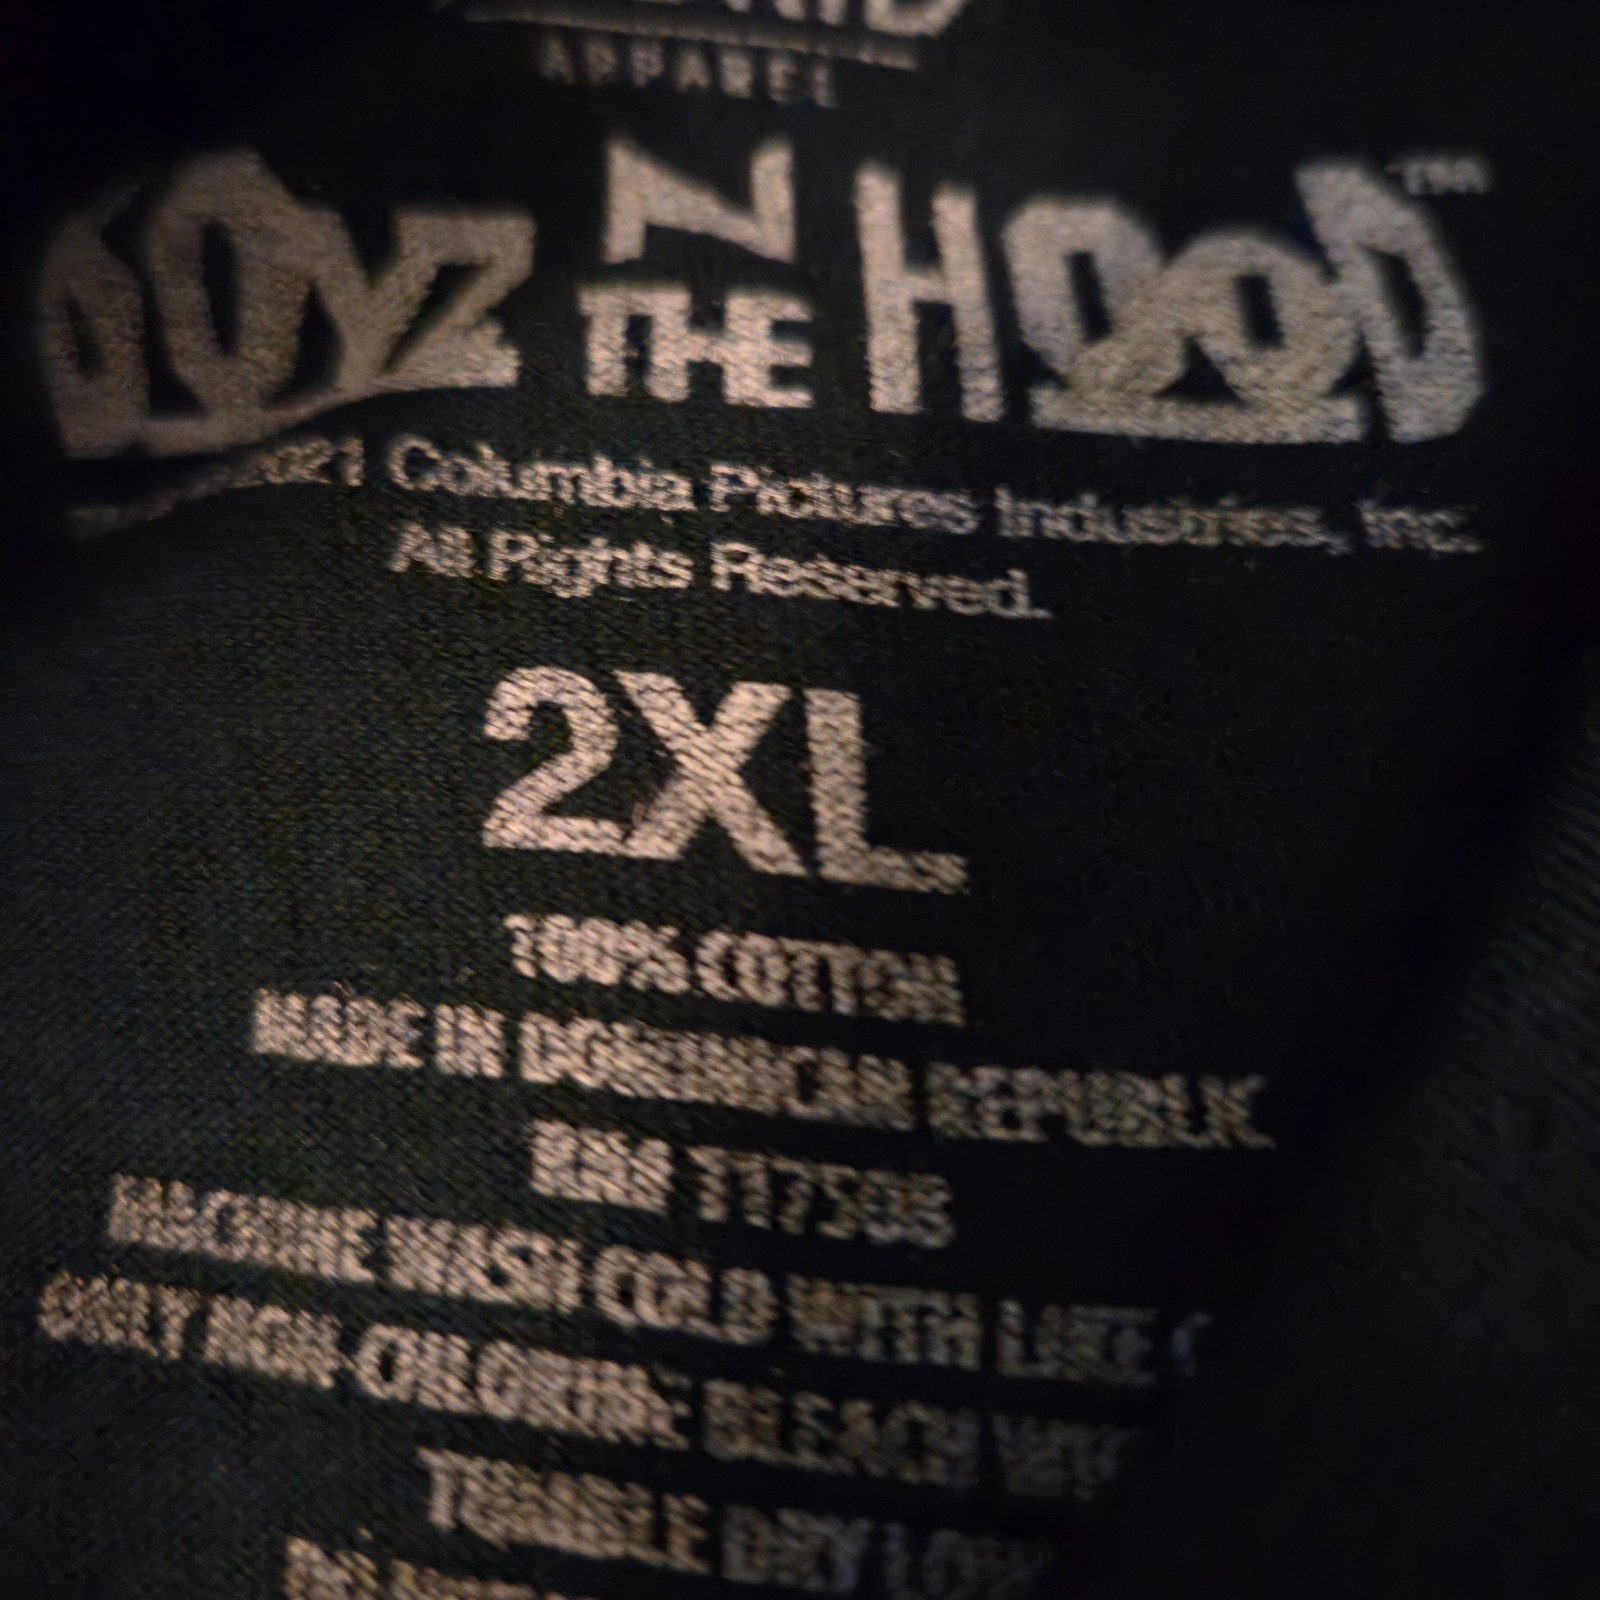 APPAREL
BOYZ N THE HOOD™
2021 Columbia Pictures Industries, Inc.
All Rights Reserved.
2XL
100% COTTON
MADE IN DOMINICAN REPUBLIC
RN#
MACHINE WASH COLD WITH LIKE
ONLY NON-CHLORINE BLEACH
TUMBLE DRY LOW